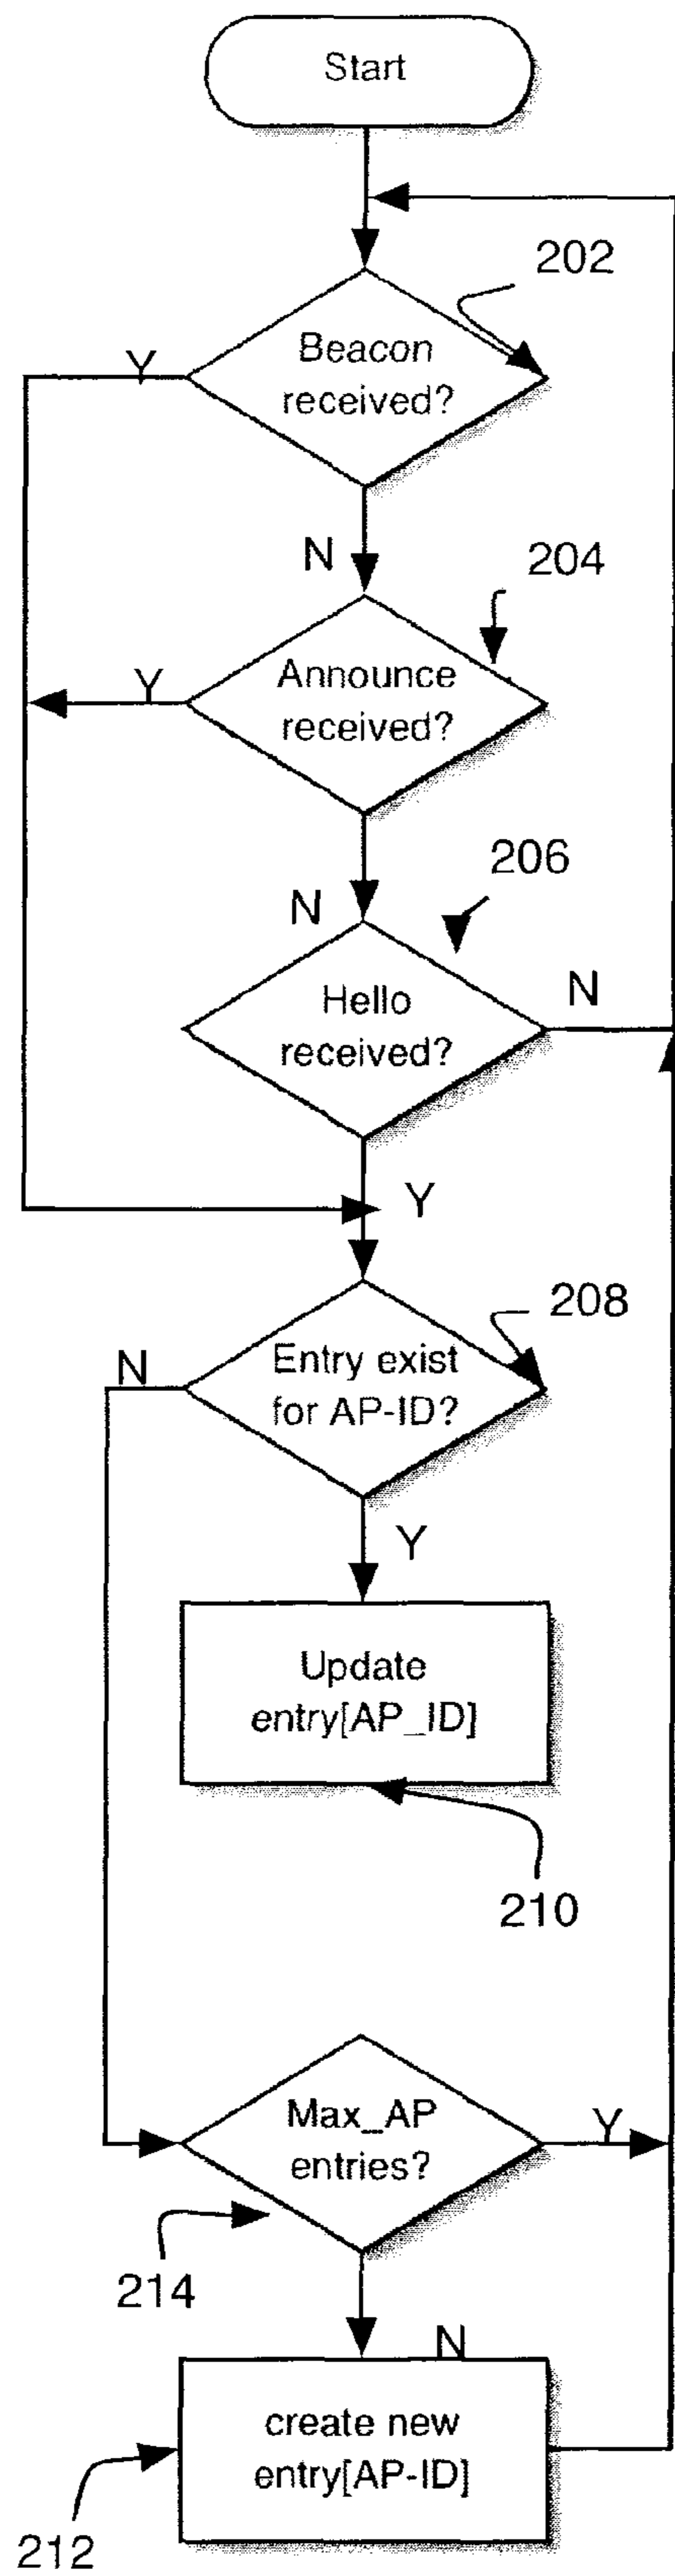 Start
202
Beacon
received?
Y
N
204
Announce
received?
Y
N
206
Hello
received?
N
Y
208
Entry exist
for AP-ID?
N
Y
Update
entry[AP_ID]
210
Max_AP
entries?
Y
214
N
create new
entry[AP-ID]
212